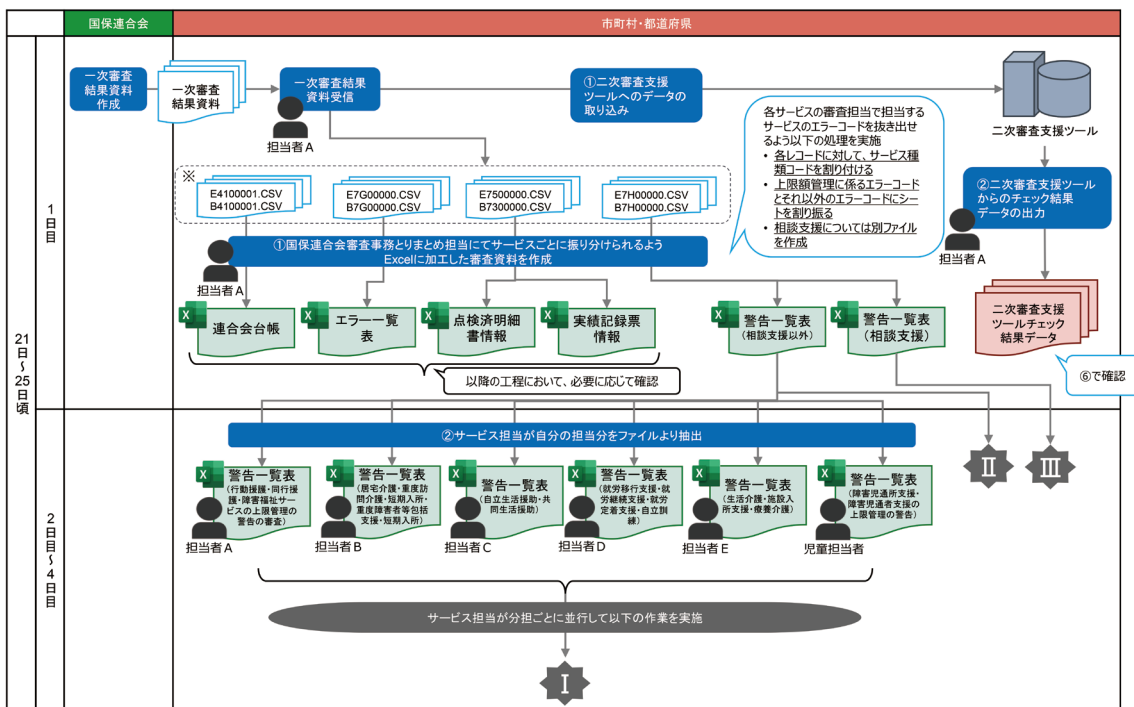 国保連合会
市町村・都道府県
21日～25日頃
1日目
一次審査
結果資料
作成
一次審査
結果資料
一次審査結果
資料受信
担当者A
①二次審査支援
ツールへのデータの
取り込み
二次審査支援ツール
各サービスの審査担当で担当する
サービスのエラーコードを抜き出せる
よう以下の処理を実施
• 各レコードに対して、サービス種
類コードを割り付ける
• 上限額管理に係るエラーコード
とそれ以外のエラーコードにシー
トを割り振る
• 相談支援については別ファイル
を作成
②二次審査支援ツール
からのチェック結果
データの出力
担当者A
※
E4100001.CSV
B4100001.CSV
E7G00000.CSV
B7G00000.CSV
E7500000.CSV
B7300000.CSV
E7H00000.CSV
B7H00000.CSV
①国保連合会審査事務とりまとめ担当にてサービスごとに振り分けられるよう
Excelに加工した審査資料を作成
担当者A
X
連合会台帳
X
エラー一覧
表
X
点検済明細
書情報
X
実績記録票
情報
X
警告一覧表
（相談支援以外）
X
警告一覧表
（相談支援）
二次審査支援
ツールチェック
結果データ
⑥で確認
以降の工程において、必要に応じて確認
2日目～4日目
②サービス担当が自分の担当分をファイルより抽出
Ⅱ
Ⅲ
X
警告一覧表
（行動援護・同行援
護・障害福祉サー
ビスの上限管理の
警告の審査）
担当者A
X
警告一覧表
（居宅介護・重度訪
問介護・短期入所・
重度障害者等包括
支援・短期入所）
担当者B
X
警告一覧表
（自立生活援助・共
同生活援助）
担当者C
X
警告一覧表
（就労移行支援・就
労継続支援・就労
定着支援・自立訓
練）
担当者D
X
警告一覧表
（生活介護・施設入
所支援・療養介護）
担当者E
X
警告一覧表
（障害児通所支援・
障害児通者支援の
上限管理の警告）
児童担当者
サービス担当が分担ごとに並行して以下の作業を実施
Ⅰ